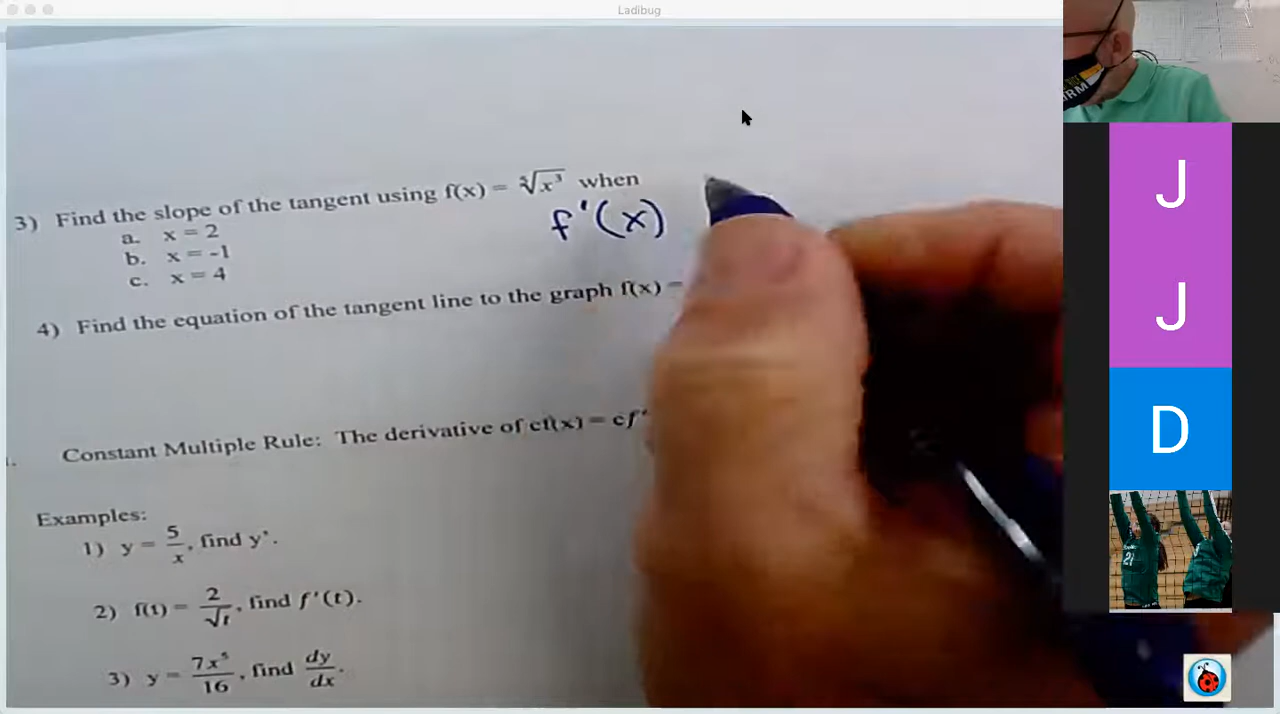 Ladibug
3) Find the slope of the tangent using f(x) = ⁵√x³ when
f'(x)
a. x = 2
b. x = -1
c. x = 4
4) Find the equation of the tangent line to the graph f(x) =
Constant Multiple Rule: The derivative of cf(x) = cf'
Examples:
1) y = 5/x, find y'.
2) f(t) = 2/√t, find f'(t).
3) y = 7x⁵/16, find dy/dx.
J
J
D
21